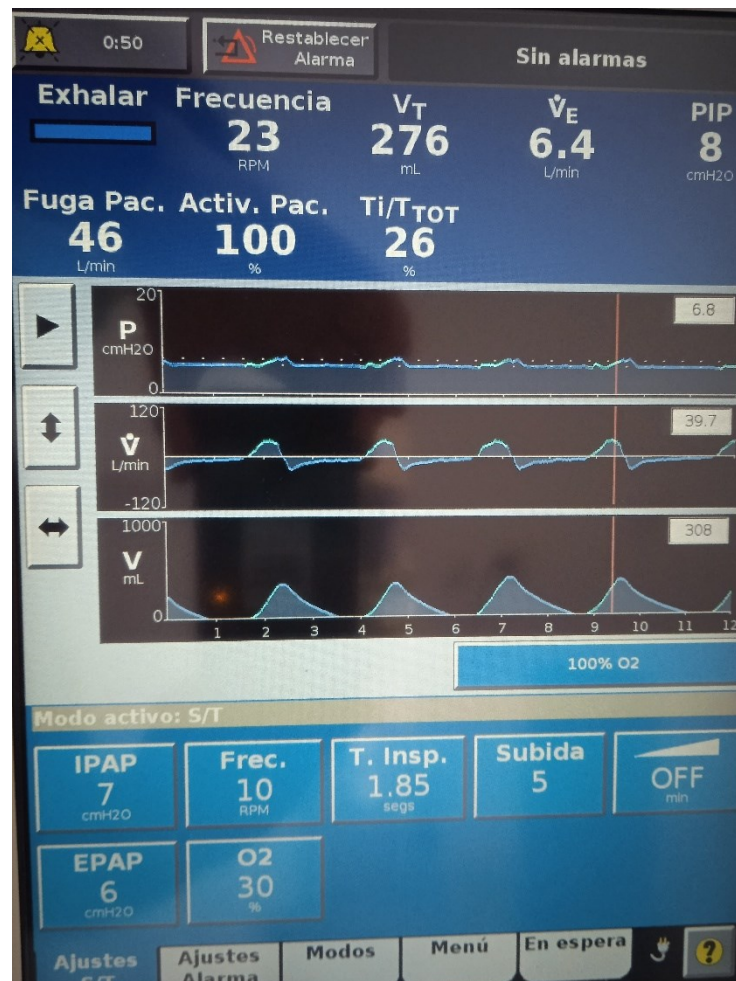 0:50
Restablecer
Alarma
Sin alarmas
Exhalar Frecuencia VT V̇E PIP
23 276 6.4 8
RPM mL L/min cmH2O
Fuga Pac. Activ. Pac. Ti/TTOT
46 100 26
L/min % %
20
P
cmH2O
0
6.8
120
V̇
L/min
-120
39.7
1000
V
mL
0
308
1 2 3 4 5 6 7 8 9 10 11 12
100% O2
Modo activo: S/T
IPAP Frec. T. Insp. Subida
7 10 1.85 5 OFF
cmH2O RPM segs min
EPAP O2
6 30
cmH2O %
Ajustes Ajustes Modos Menú En espera ?
S/T Alarma